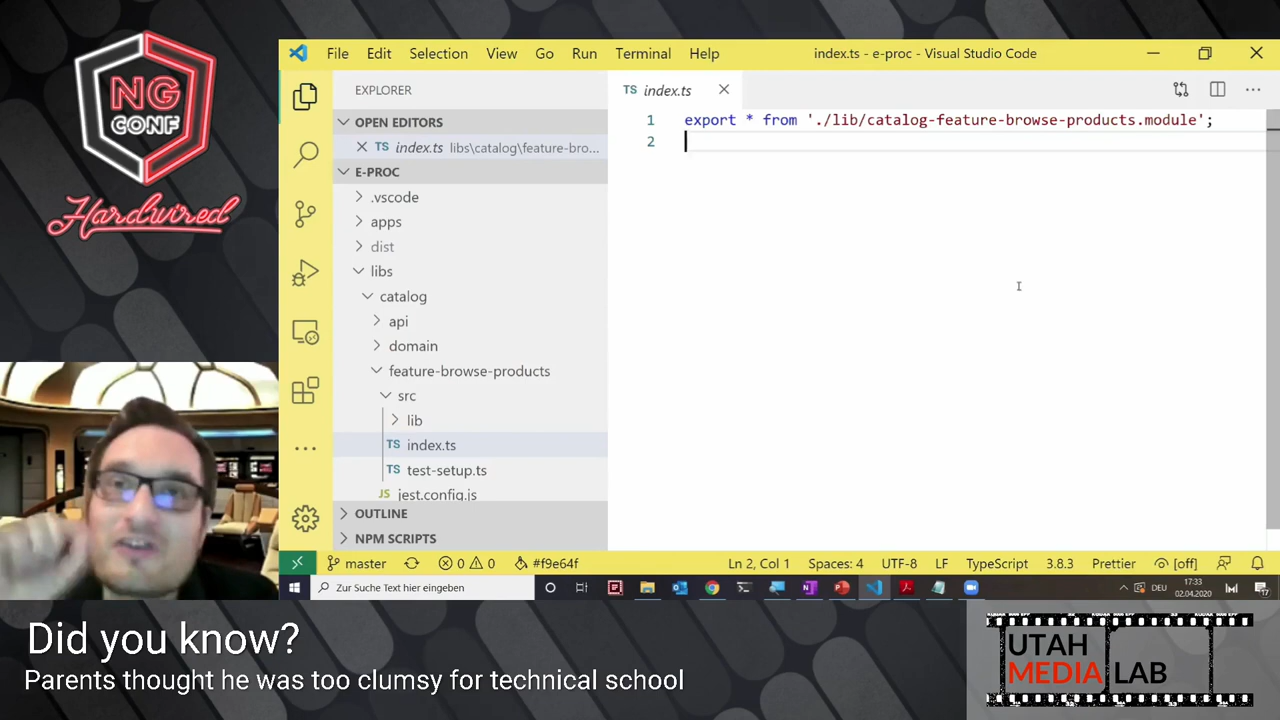 NG
CONF
Hardwired
File Edit Selection View Go Run Terminal Help
index.ts - e-proc - Visual Studio Code
EXPLORER
OPEN EDITORS
TS index.ts libs\catalog\feature-bro...
E-PROC
.vscode
apps
dist
libs
catalog
api
domain
feature-browse-products
src
lib
TS index.ts
TS test-setup.ts
JS jest.config.js
OUTLINE
NPM SCRIPTS
TS index.ts
1 export * from './lib/catalog-feature-browse-products.module';
2
master 0 0 #f9e64f Ln 2, Col 1 Spaces: 4 UTF-8 LF TypeScript 3.8.3 Prettier [off]
Zur Suche Text hier eingeben
DEU
17:33
02.04.2020
17
Did you know?
Parents thought he was too clumsy for technical school
UTAH
MEDIA LAB